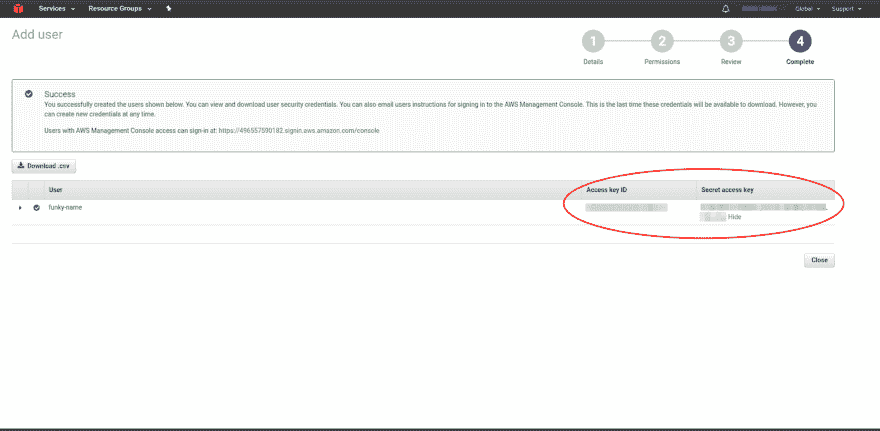 Services
Resource Groups
Global
Support
Add user
1
2
3
4
Details
Permissions
Review
Complete
Success
You successfully created the users shown below. You can view and download user security credentials. You can also email users instructions for signing in to the AWS Management Console. This is the last time these credentials will be available to download. However, you
can create new credentials at any time.
Users with AWS Management Console access can sign-in at: https://496557590182.signin.aws.amazon.com/console
Download .csv
User
Access key ID
Secret access key
funky-name
Hide
Close